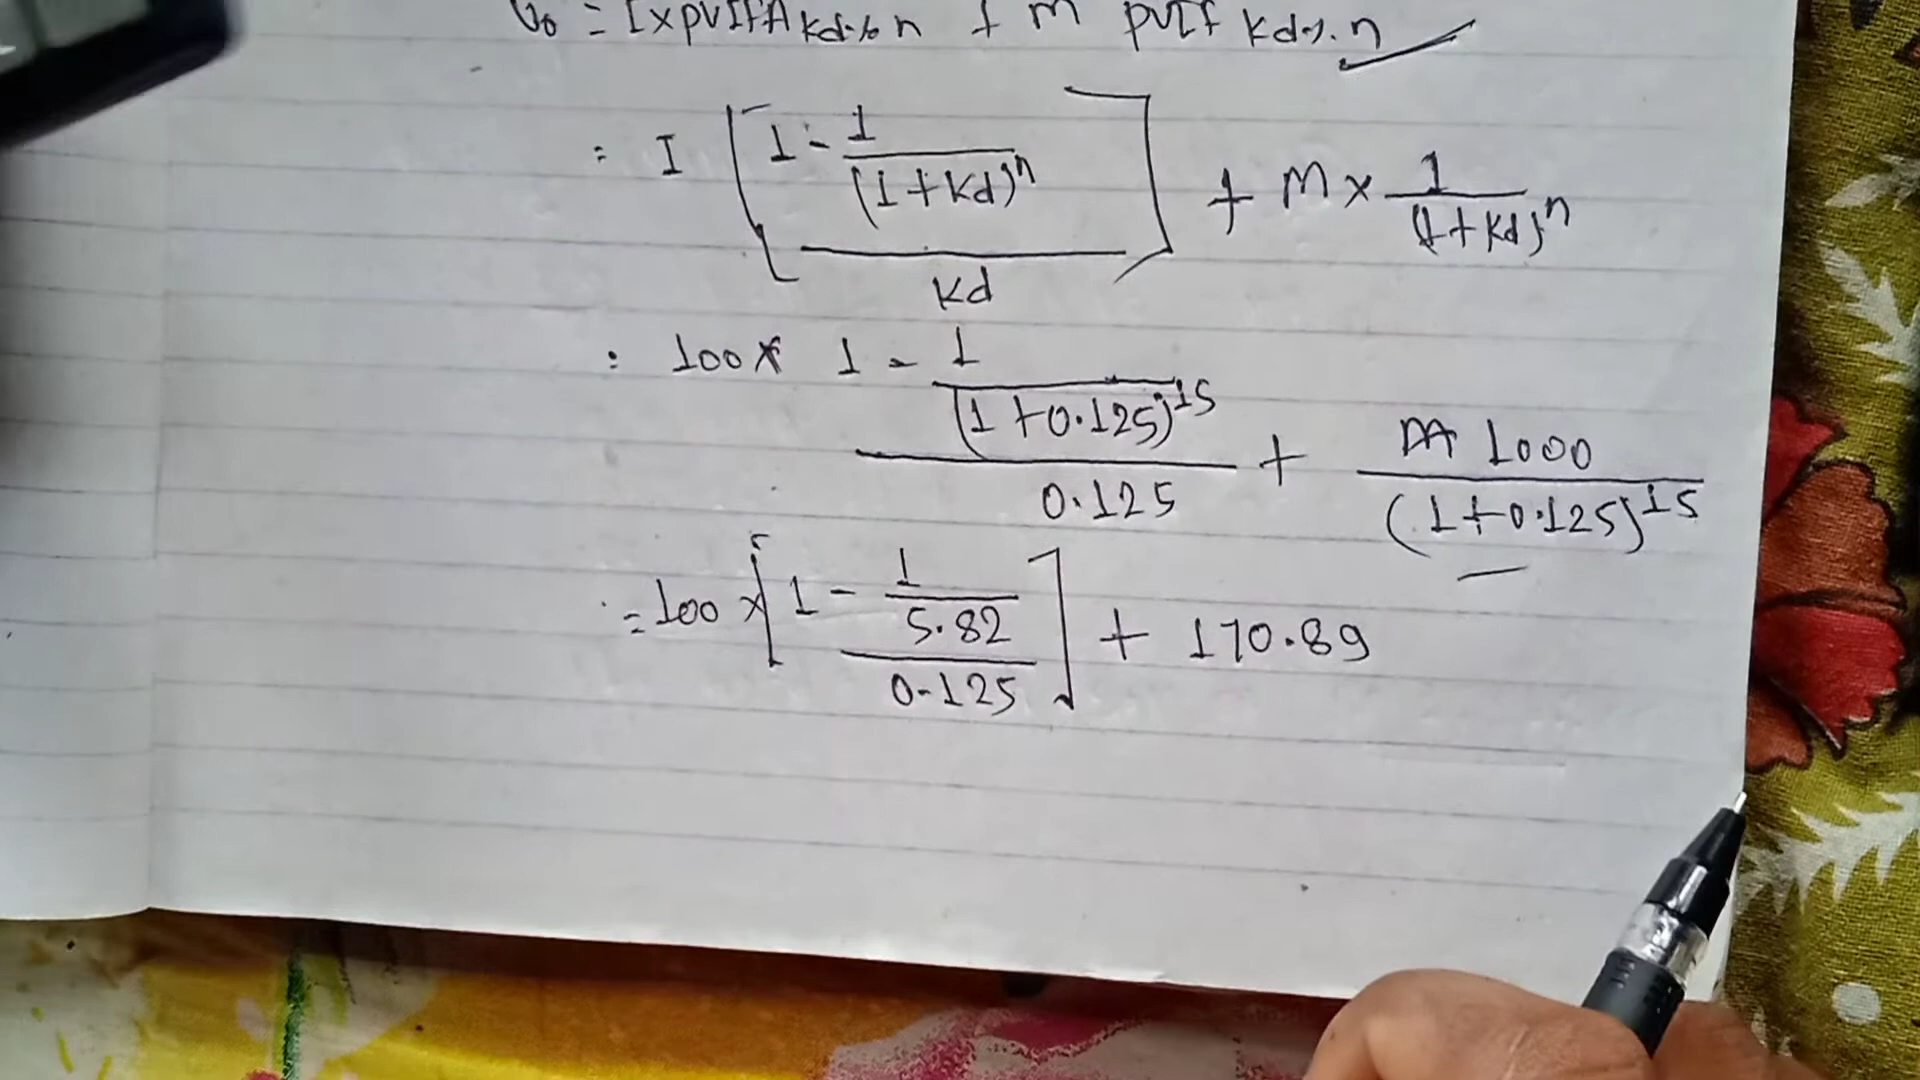 V₀ = I x PVIFA kd% n + M PVIF kd%.n
= I [ 1 - 1 / (1+kd)ⁿ / kd ] + M x 1 / (1+kd)ⁿ
: 100 x 1 - 1 / (1+0.125)¹⁵ / 0.125 + 1000 / (1+0.125)¹⁵
= 100 x [ 1 - 1 / 5.82 / 0.125 ] + 170.89